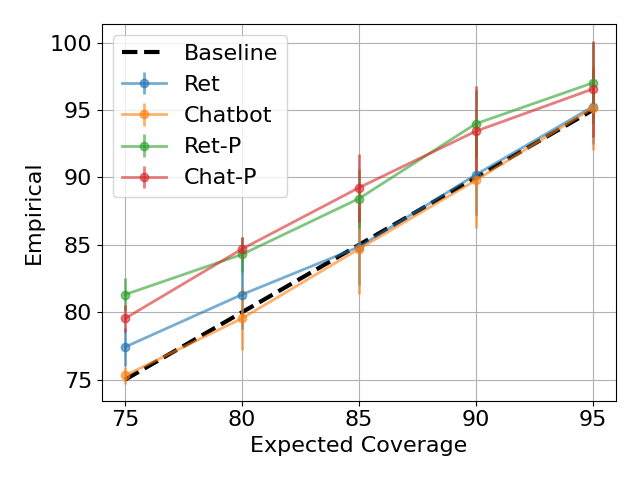 100
95
90
85
80
75
Empirical
Baseline
Ret
Chatbot
Ret-P
Chat-P
75 80 85 90 95
Expected Coverage